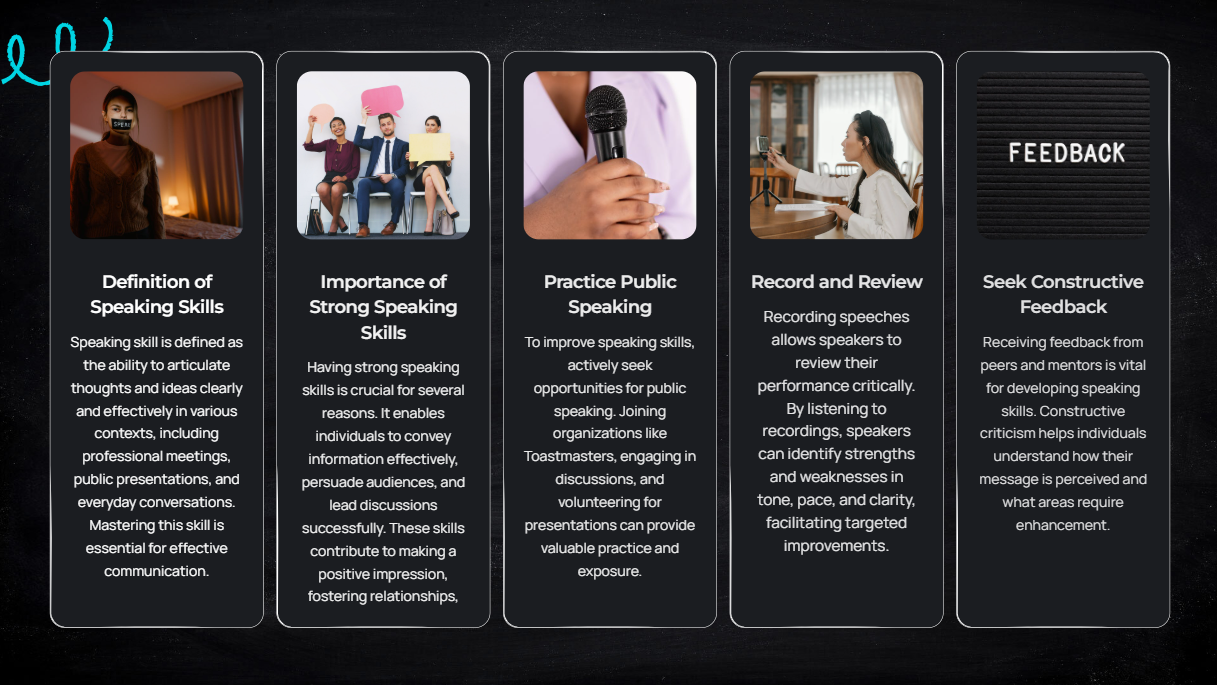 SPEAK
FEEDBACK
Definition of
Speaking Skills
Speaking skill is defined as
the ability to articulate
thoughts and ideas clearly
and effectively in various
contexts, including
professional meetings,
public presentations, and
everyday conversations.
Mastering this skill is
essential for effective
communication.
Importance of
Strong Speaking
Skills
Having strong speaking
skills is crucial for several
reasons. It enables
individuals to convey
information effectively,
persuade audiences, and
lead discussions
successfully. These skills
contribute to making a
positive impression,
fostering relationships,
Practice Public
Speaking
To improve speaking skills,
actively seek
opportunities for public
speaking. Joining
organizations like
Toastmasters, engaging in
discussions, and
volunteering for
presentations can provide
valuable practice and
exposure.
Record and Review
Recording speeches
allows speakers to
review their
performance critically.
By listening to
recordings, speakers
can identify strengths
and weaknesses in
tone, pace, and clarity,
facilitating targeted
improvements.
Seek Constructive
Feedback
Receiving feedback from
peers and mentors is vital
for developing speaking
skills. Constructive
criticism helps individuals
understand how their
message is perceived and
what areas require
enhancement.